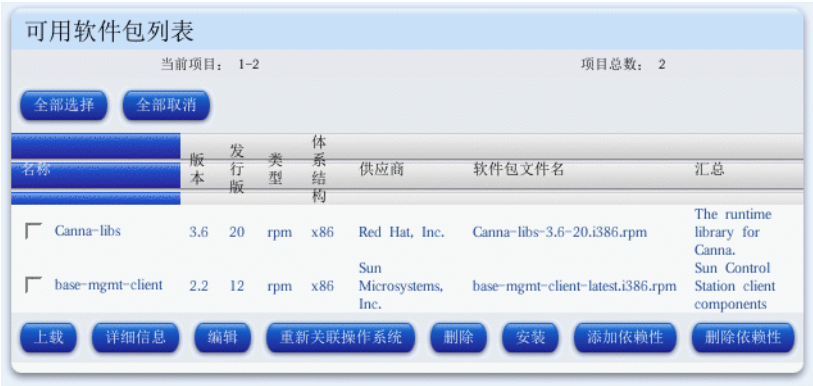 可用软件包列表
当前项目： 1-2 项目总数： 2
全部选择 全部取消
名称 版本 发行版 类型 体系结构 供应商 软件包文件名 汇总
Canna-libs 3.6 20 rpm x86 Red Hat, Inc. Canna-libs-3.6-20.i386.rpm The runtime library for Canna.
base-mgmt-client 2.2 12 rpm x86 Sun Microsystems, Inc. base-mgmt-client-latest.i386.rpm Sun Control Station client components
上载 详细信息 编辑 重新关联操作系统 删除 安装 添加依赖性 删除依赖性